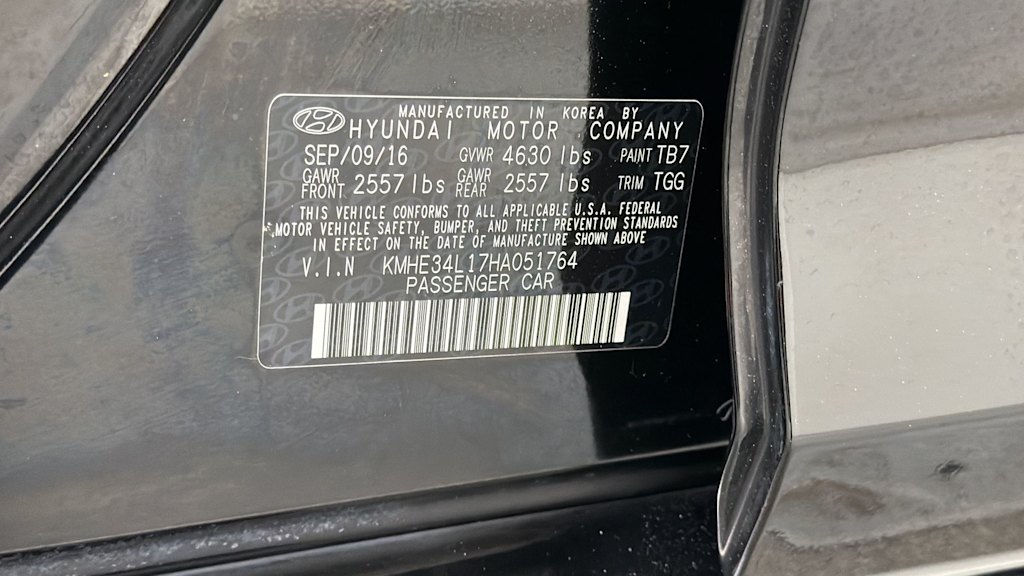 MANUFACTURED IN KOREA BY
HYUNDAI MOTOR COMPANY
SEP/09/16 GVWR 4630 lbs PAINT TB7
GAWR FRONT 2557 lbs GAWR REAR 2557 lbs TRIM TGG
THIS VEHICLE CONFORMS TO ALL APPLICABLE U.S.A. FEDERAL
MOTOR VEHICLE SAFETY, BUMPER, AND THEFT PREVENTION STANDARDS
IN EFFECT ON THE DATE OF MANUFACTURE SHOWN ABOVE
V.I.N KMHE34L17HA051764
PASSENGER CAR